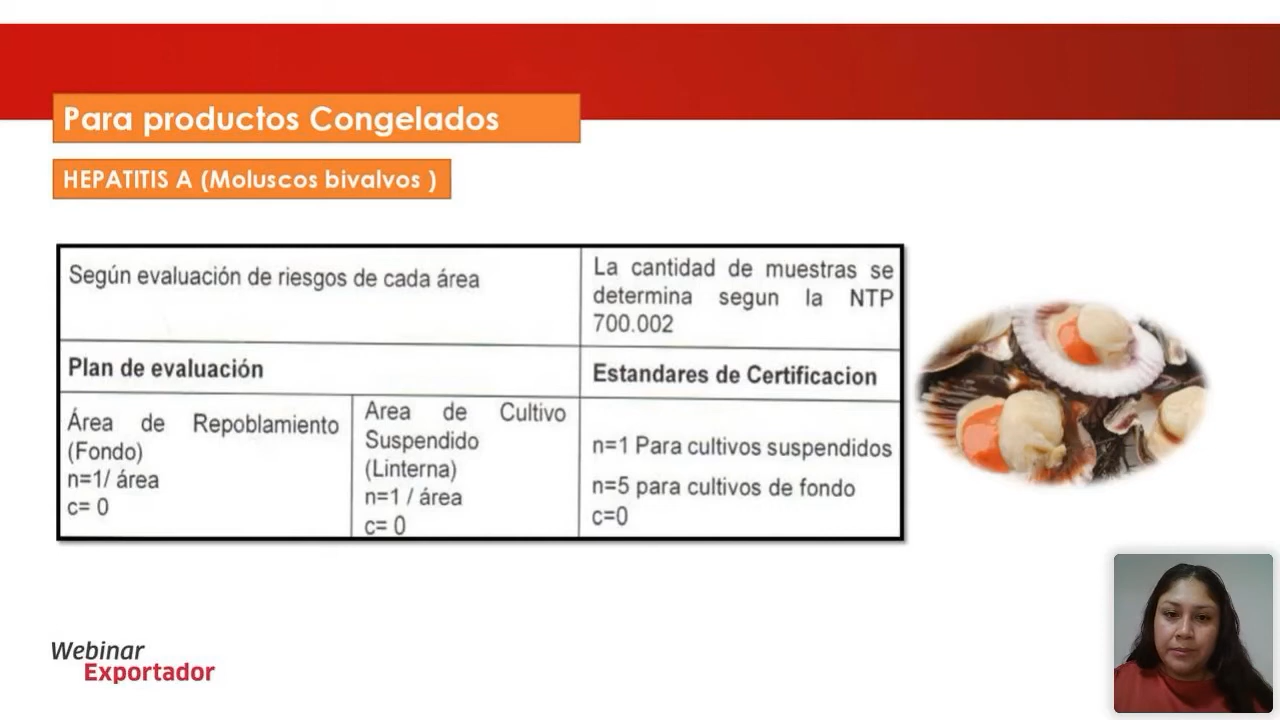 Para productos Congelados
HEPATITIS A (Moluscos bivalvos )
Según evaluación de riesgos de cada área
La cantidad de muestras se
determina segun la NTP
700.002
Plan de evaluación
Estandares de Certificacion
Área de Repoblamiento
(Fondo)
n=1/ área
c= 0
Area de Cultivo
Suspendido
(Linterna)
n=1 / área
c= 0
n=1 Para cultivos suspendidos
n=5 para cultivos de fondo
c=0
Webinar
Exportador